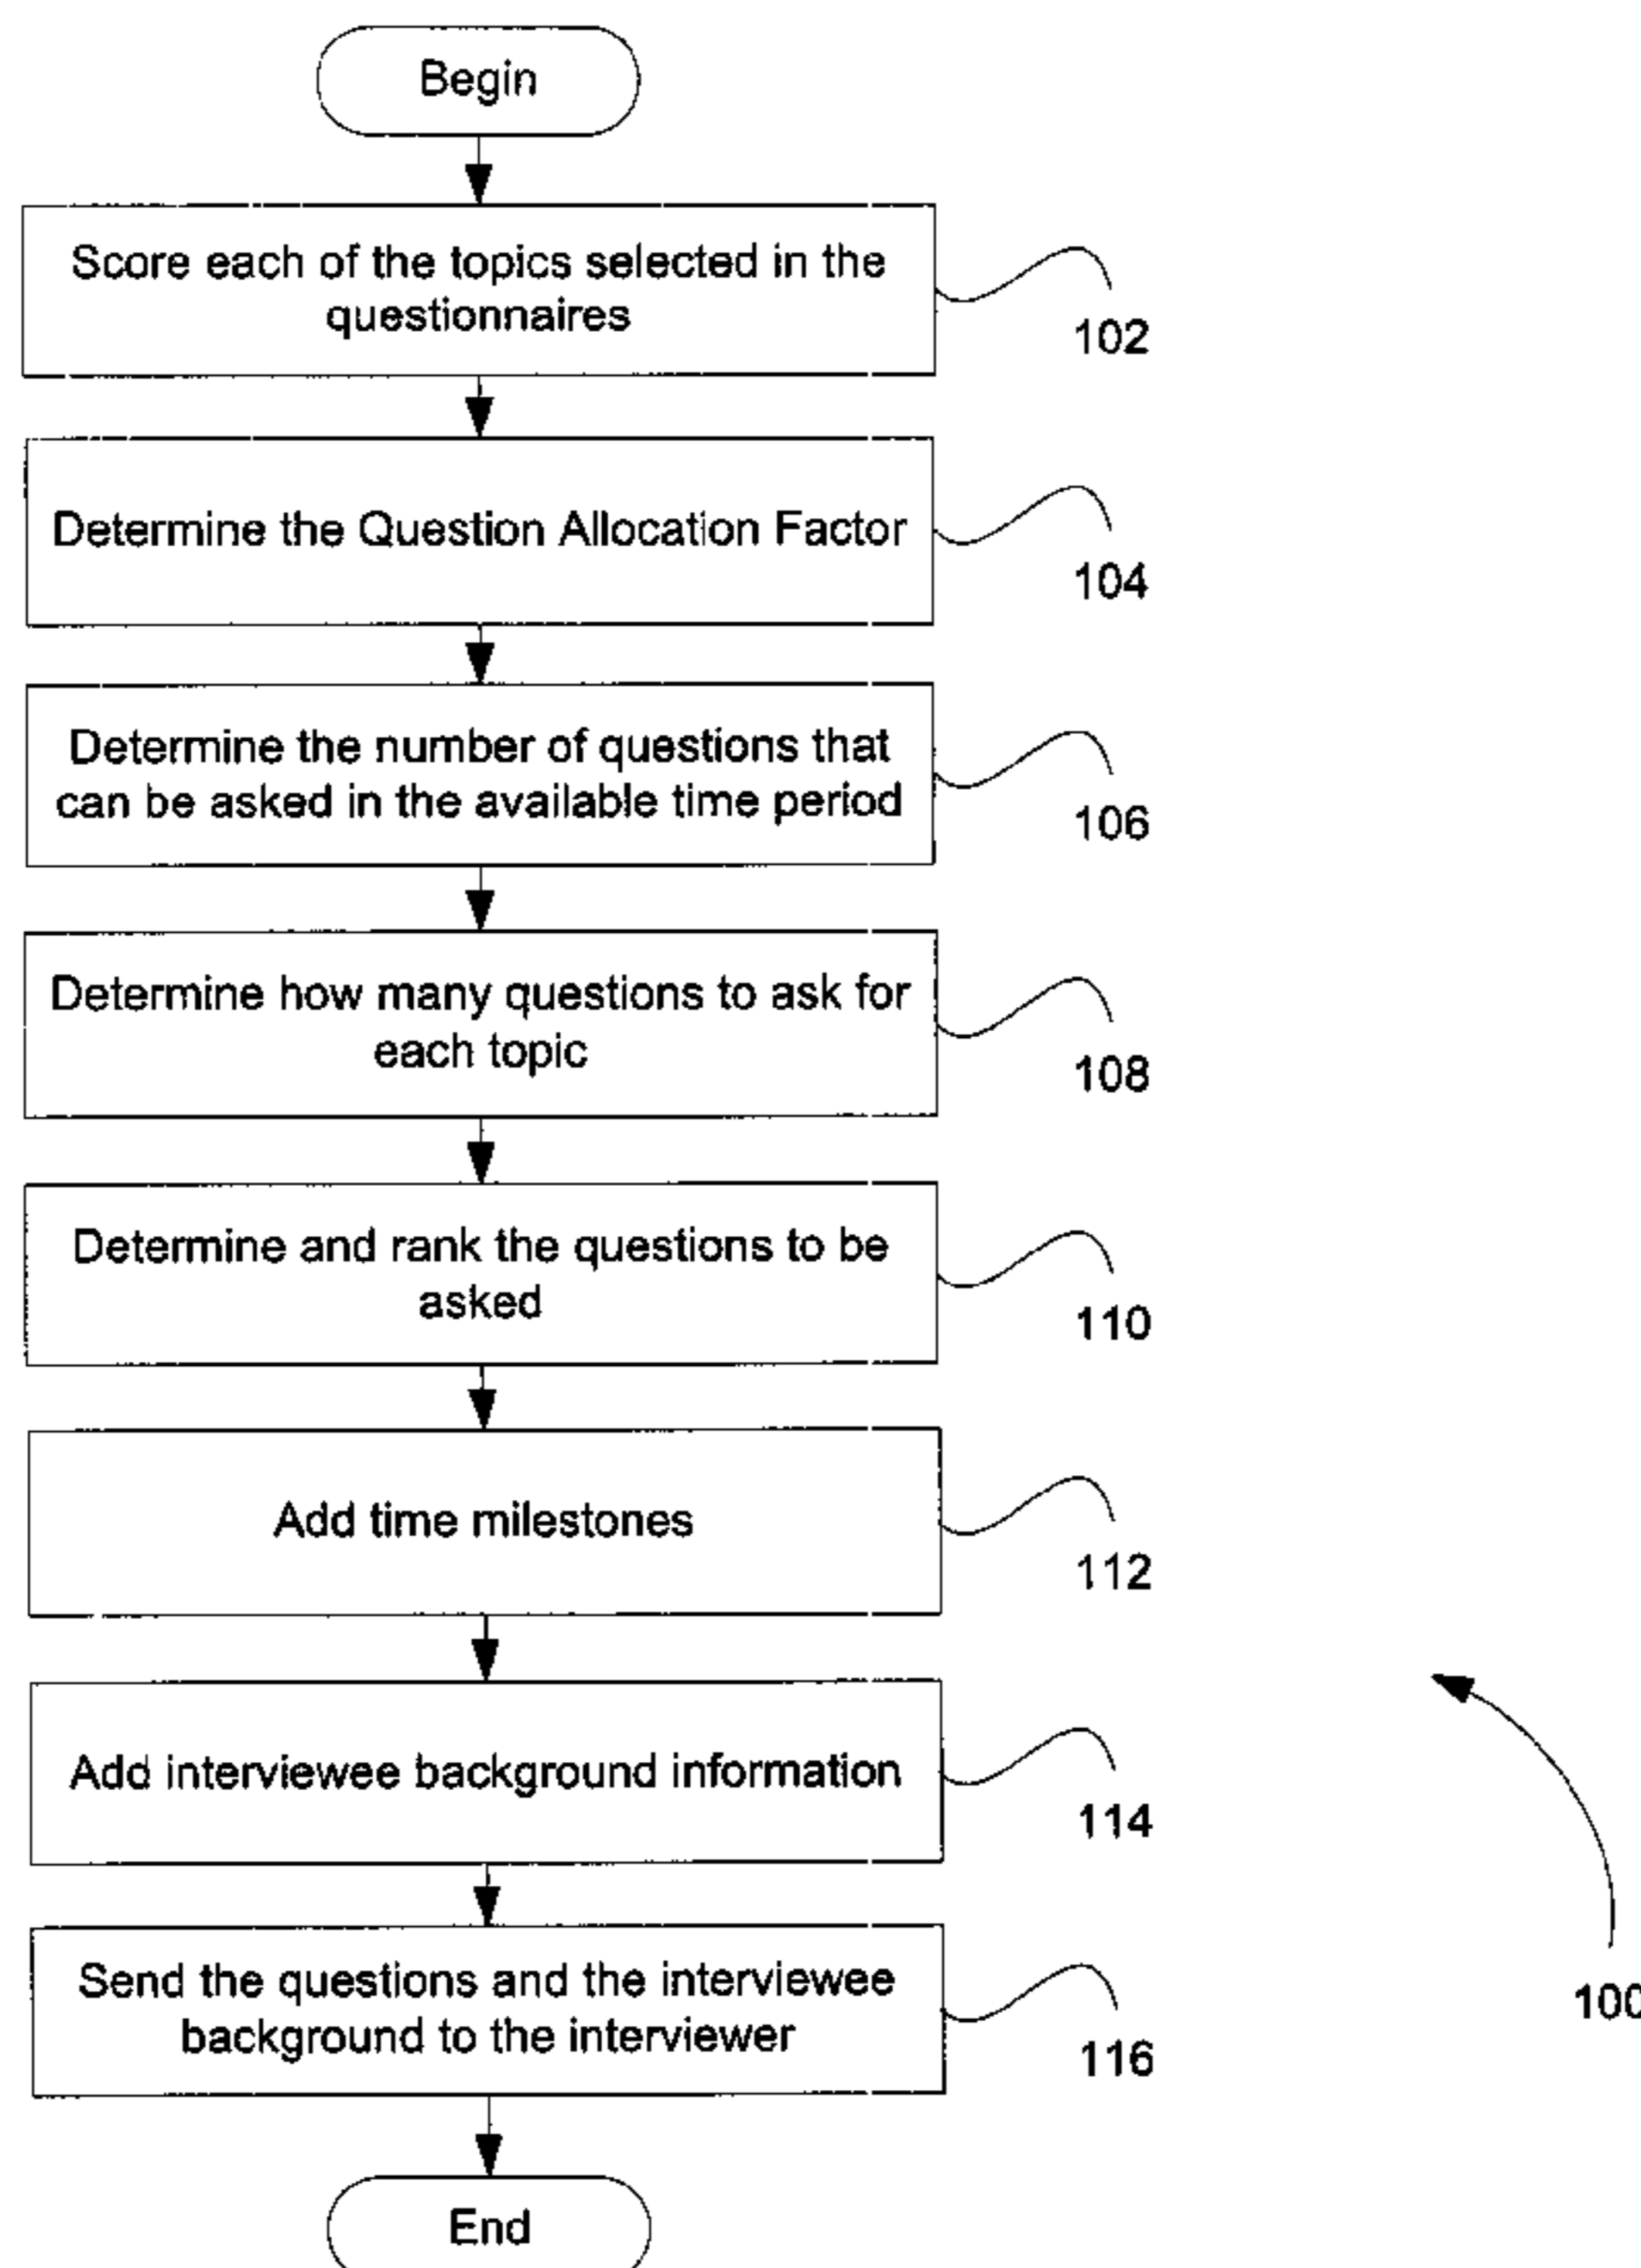 Begin
Score each of the topics selected in the
questionnaires
102
Determine the Question Allocation Factor
104
Determine the number of questions that
can be asked in the available time period
106
Determine how many questions to ask for
each topic
108
Determine and rank the questions to be
asked
110
Add time milestones
112
Add interviewee background information
114
Send the questions and the interviewee
background to the interviewer
116
100
End